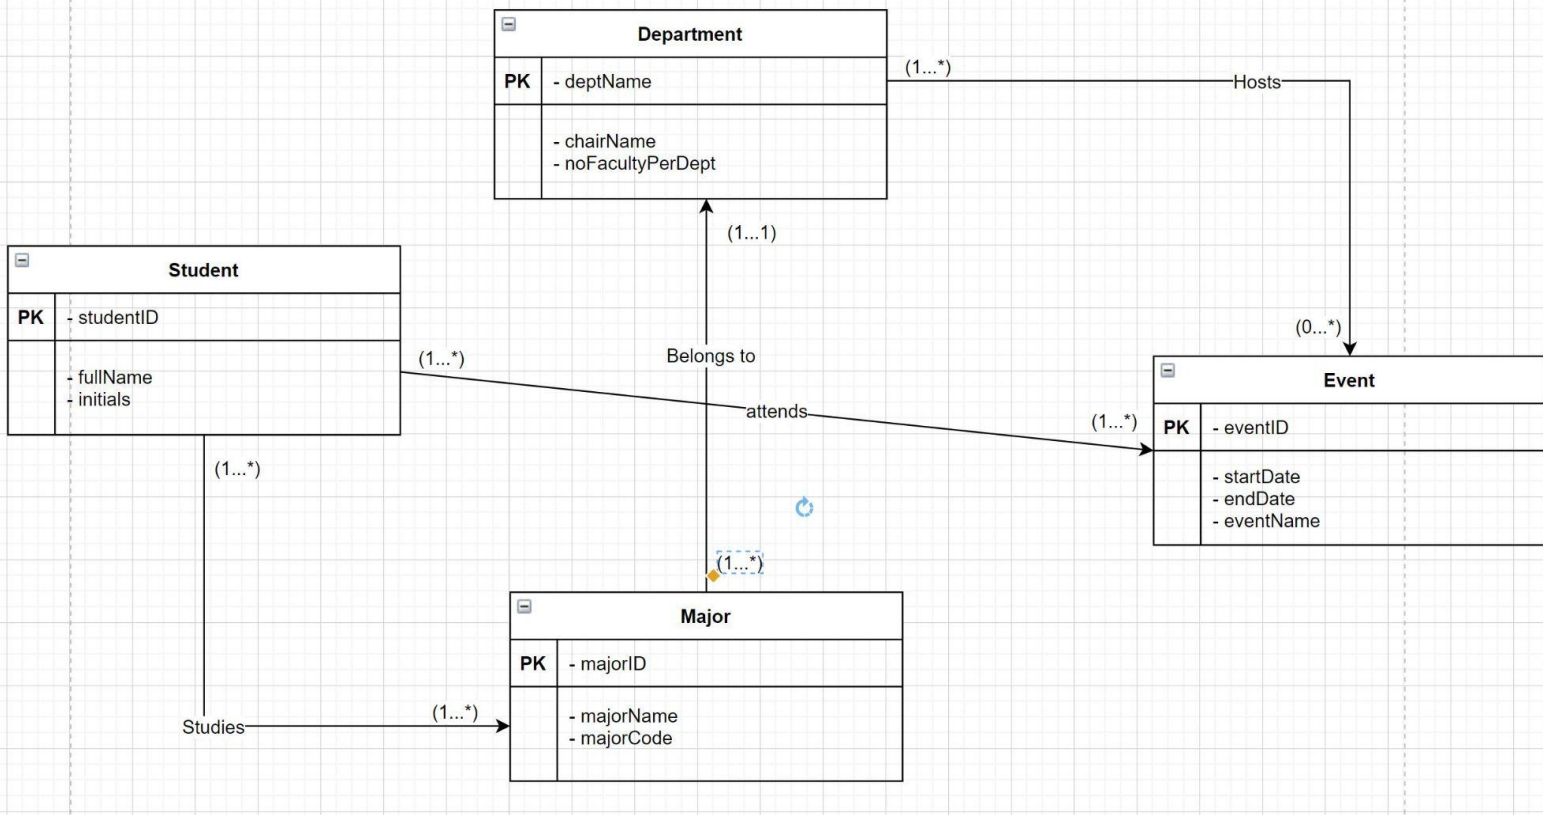 Department
PK - deptName
- chairName
- noFacultyPerDept
(1...*)
Hosts
(1...1)
Student
PK - studentID
- fullName
- initials
(1...*)
Belongs to
attends
(0...*)
(1...*)
Event
PK - eventID
- startDate
- endDate
- eventName
(1...*)
(1...*)
Major
PK - majorID
- majorName
- majorCode
Studies
(1...*)